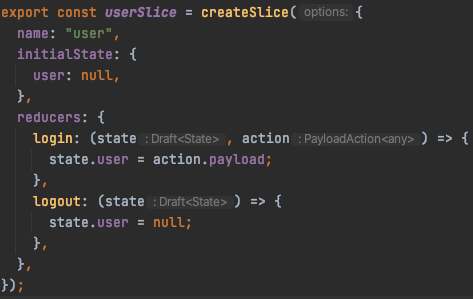 export const userSlice = createSlice( options: {
  name: "user",
  initialState: {
    user: null,
  },
  reducers: {
    login: (state : Draft<State> , action : PayloadAction<any> ) => {
      state.user = action.payload;
    },
    logout: (state : Draft<State> ) => {
      state.user = null;
    },
  },
});